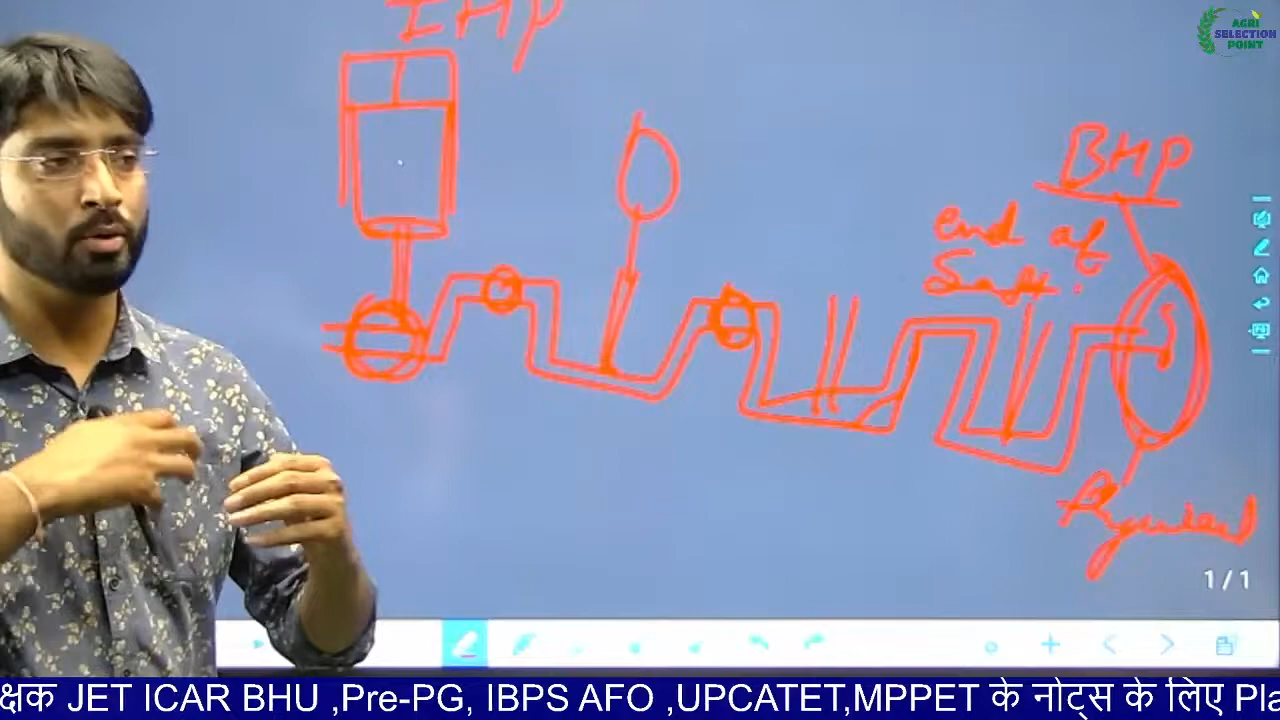 IHP
AGRI
SELECTION
POINT
BHP
end of
Saft.
S
flywheel
1/1
क्षक JET ICAR BHU ,Pre-PG, IBPS AFO ,UPCATET,MPPET के नोट्स के लिए Pla